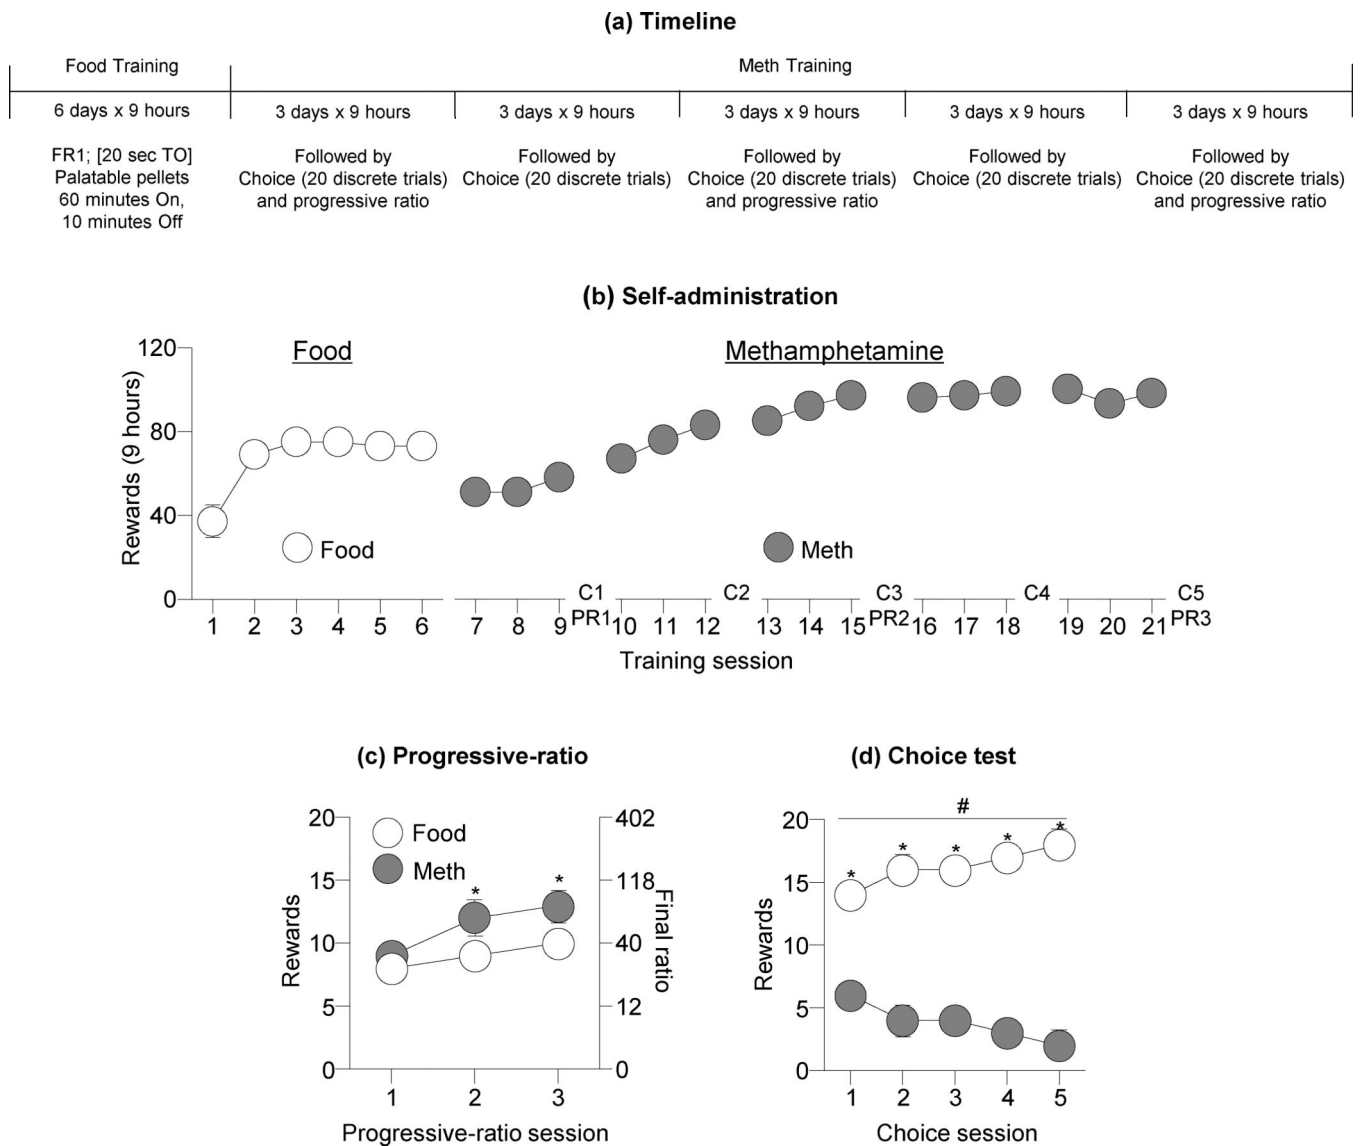 (a) Timeline
Food Training
Meth Training
6 days x 9 hours
3 days x 9 hours
3 days x 9 hours
3 days x 9 hours
3 days x 9 hours
3 days x 9 hours
FR1; [20 sec TO]
Palatable pellets
60 minutes On,
10 minutes Off
Followed by
Choice (20 discrete trials)
and progressive ratio
Followed by
Choice (20 discrete trials)
Followed by
Choice (20 discrete trials)
and progressive ratio
Followed by
Choice (20 discrete trials)
Followed by
Choice (20 discrete trials)
and progressive ratio
(b) Self-administration
Rewards (9 hours)
120
80
40
0
Food
Methamphetamine
Food
Meth
C1 C2 C3 C4 C5
1 2 3 4 5 6 7 8 9 PR1 10 11 12 13 14 15 PR2 16 17 18 19 20 21 PR3
Training session
(c) Progressive-ratio
Rewards
20
15
10
5
0
Food
Meth
* *
402
118
40
12
0
Final ratio
1 2 3
Progressive-ratio session
(d) Choice test
#
Rewards
20
15
10
5
0
* * * * *
1 2 3 4 5
Choice session